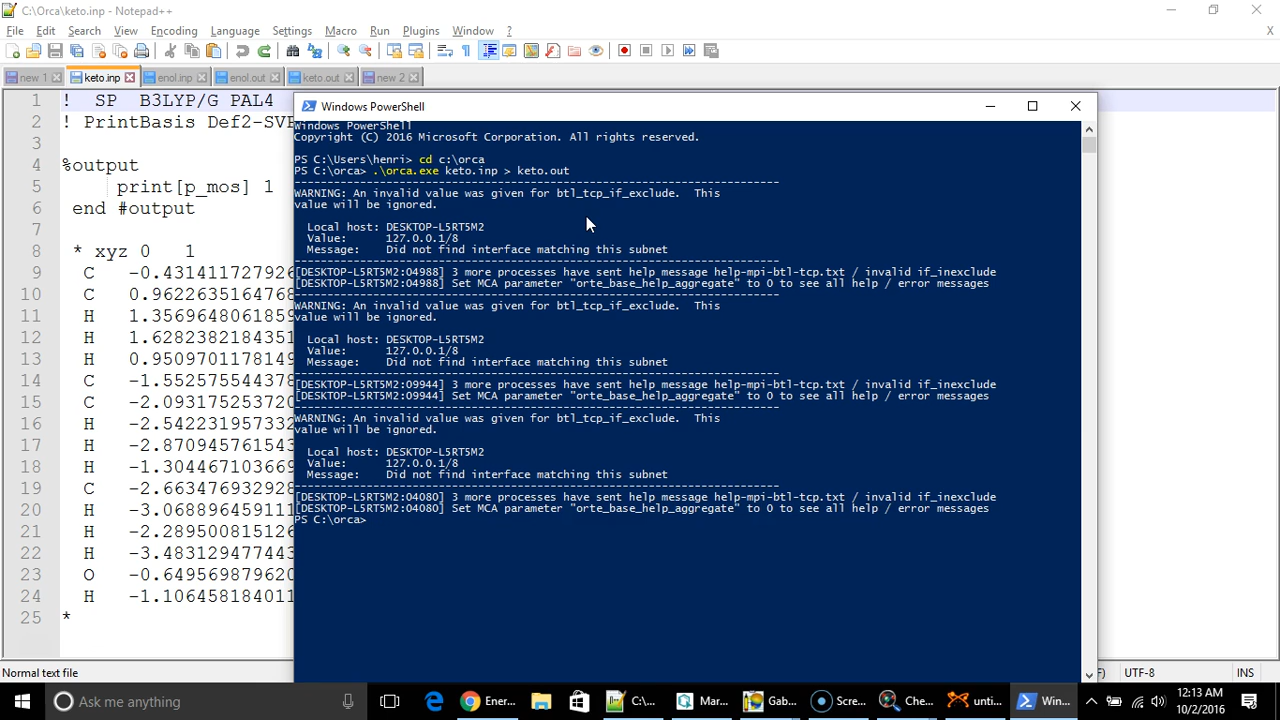 C:\Orca\keto.inp - Notepad++
File Edit Search View Encoding Language Settings Macro Run Plugins Window ?
X
new 1 keto.inp enol.inp enol.out keto.out new 2
1 ! SP B3LYP/G PAL4
2 ! PrintBasis Def2-SVP
3
4 %output
5 print[p_mos] 1
6 end #output
7
8 * xyz 0 1
9 C -0.431411727926
10 C 0.962263516476
11 H 1.356964806185
12 H 1.628238218435
13 H 0.950970117814
14 C -1.552575544378
15 C -2.093175253720
16 H -2.542231957332
17 H -2.870945761543
18 H -1.304467103669
19 C -2.663476932928
20 H -3.068896459111
21 H -2.289500815126
22 H -3.483129477443
23 O -0.649569879620
24 H -1.106458184011
25 *
Windows PowerShell
Windows PowerShell
Copyright (C) 2016 Microsoft Corporation. All rights reserved.
PS C:\Users\henri> cd c:\orca
PS C:\orca> .\orca.exe keto.inp > keto.out
--------------------------------------------------------------------------
WARNING: An invalid value was given for btl_tcp_if_exclude.  This
value will be ignored.
Local host: DESKTOP-L5RT5M2
Value: 127.0.0.1/8
Message: Did not find interface matching this subnet
--------------------------------------------------------------------------
[DESKTOP-L5RT5M2:04988] 3 more processes have sent help message help-mpi-btl-tcp.txt / invalid if_inexclude
[DESKTOP-L5RT5M2:04988] Set MCA parameter "orte_base_help_aggregate" to 0 to see all help / error messages
--------------------------------------------------------------------------
WARNING: An invalid value was given for btl_tcp_if_exclude.  This
value will be ignored.
Local host: DESKTOP-L5RT5M2
Value: 127.0.0.1/8
Message: Did not find interface matching this subnet
--------------------------------------------------------------------------
[DESKTOP-L5RT5M2:09944] 3 more processes have sent help message help-mpi-btl-tcp.txt / invalid if_inexclude
[DESKTOP-L5RT5M2:09944] Set MCA parameter "orte_base_help_aggregate" to 0 to see all help / error messages
--------------------------------------------------------------------------
WARNING: An invalid value was given for btl_tcp_if_exclude.  This
value will be ignored.
Local host: DESKTOP-L5RT5M2
Value: 127.0.0.1/8
Message: Did not find interface matching this subnet
--------------------------------------------------------------------------
[DESKTOP-L5RT5M2:04080] 3 more processes have sent help message help-mpi-btl-tcp.txt / invalid if_inexclude
[DESKTOP-L5RT5M2:04080] Set MCA parameter "orte_base_help_aggregate" to 0 to see all help / error messages
PS C:\orca>
Normal text file UTF-8 INS
Ask me anything Ener... C:\... Mar... Gab... Scre... Che... unti... Win... 12:13 AM
10/2/2016